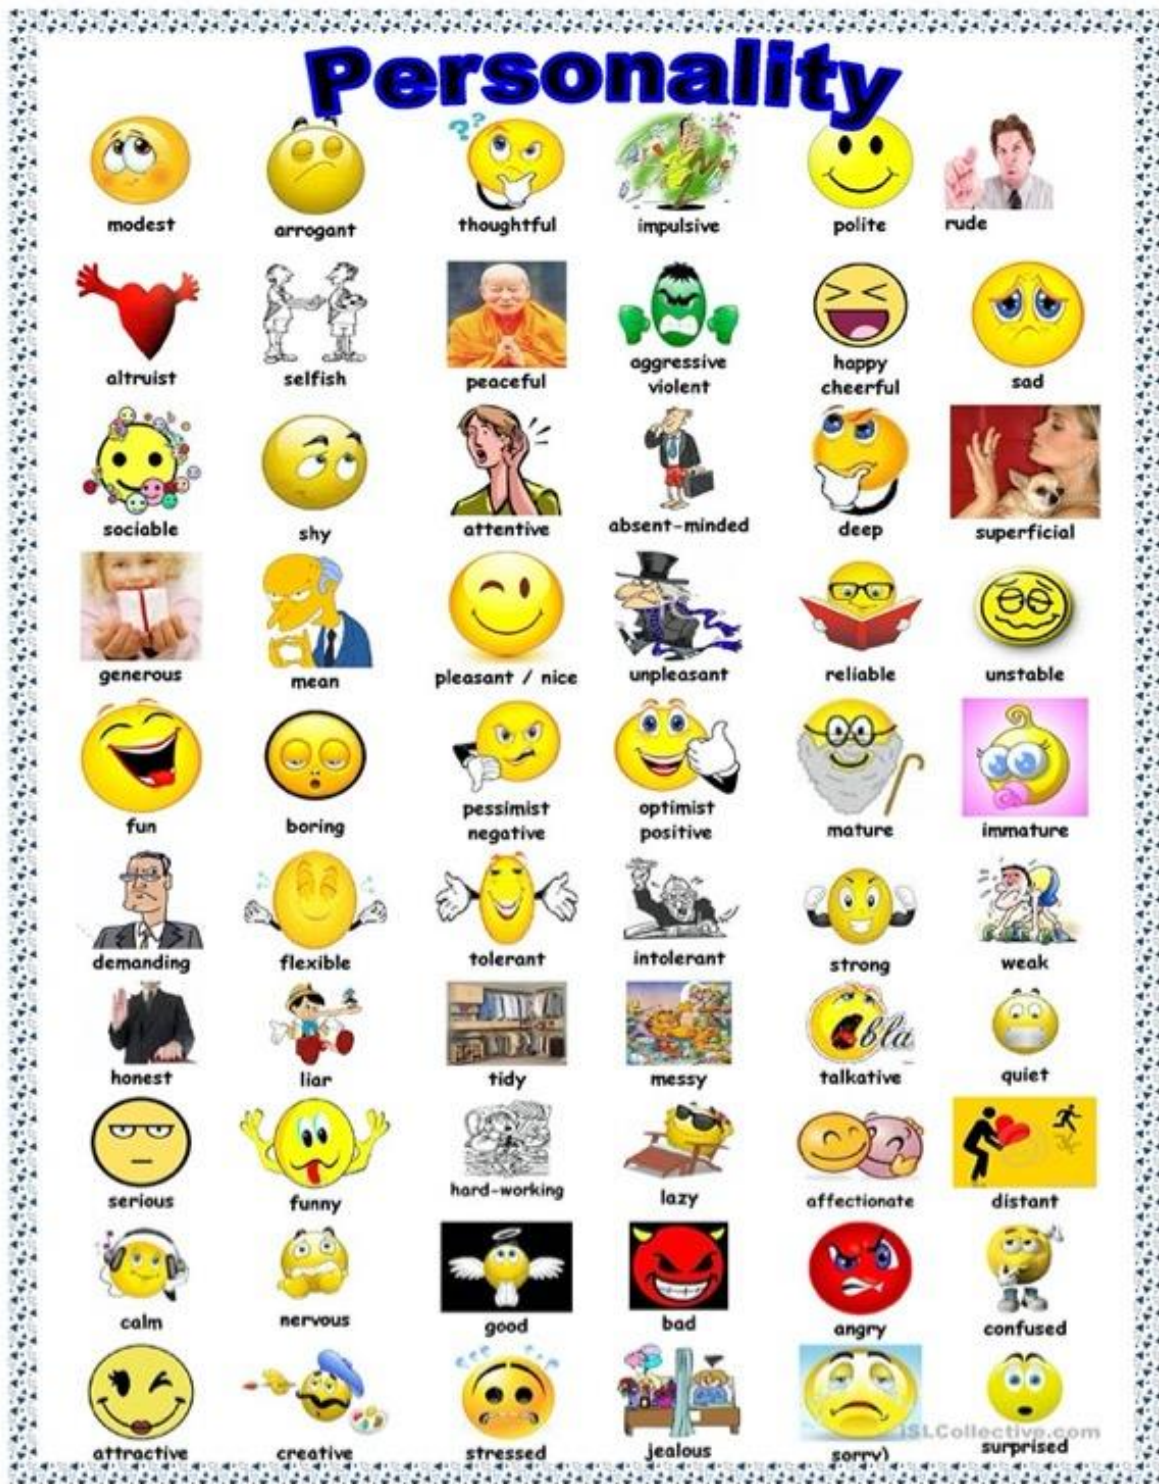 Personality
??
modest arrogant thoughtful impulsive polite rude
altruist selfish peaceful aggressive violent happy cheerful sad
sociable shy attentive absent-minded deep superficial
generous mean pleasant / nice unpleasant reliable unstable
fun boring pessimist negative optimist positive mature immature
demanding flexible tolerant intolerant strong weak
bla
honest liar tidy messy talkative quiet
serious funny hard-working lazy affectionate distant
calm nervous good bad angry confused
iSLCollective.com
attractive creative stressed jealous sorry) surprised